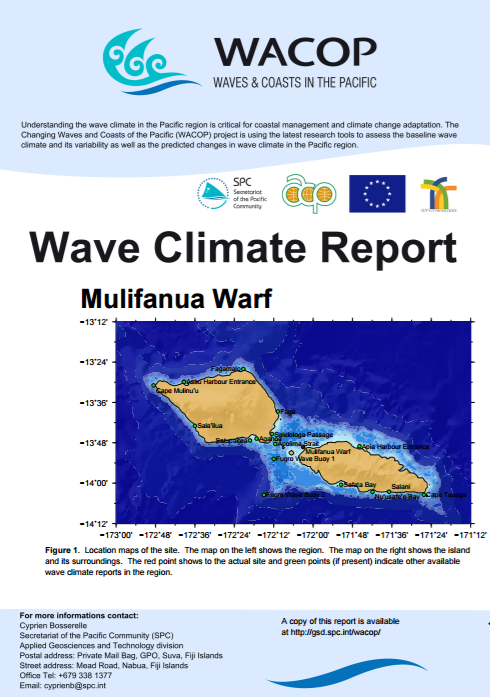 WACOP
WAVES & COASTS IN THE PACIFIC
Understanding the wave climate in the Pacific region is critical for coastal management and climate change adaptation. The
Changing Waves and Coasts of the Pacific (WACOP) project is using the latest research tools to assess the baseline wave
climate and its variability as well as the predicted changes in wave climate in the Pacific region.
SPC
Secretariat
of the Pacific
Community
acp
Wave Climate Report
Mulifanua Warf
−13˚12'
−13˚24'
−13˚36'
−13˚48'
−14˚00'
−14˚12'
Fagamalo
Asau Harbour Entrance
Cape Mulinu'u
Faga
Sala'ilua
Salelologa Passage
Aganoa
Apolima Strait
Apia Harbour Entrance
Mulifanua Warf
Fugro Wave Buoy 1
Safata Bay
Salani
Fugro Wave Buoy
Nu'usafe'e Bay
Cape Tapaga
−173˚00' −172˚48' −172˚36' −172˚24' −172˚12' −172˚00' −171˚48' −171˚36' −171˚24' −171˚12'
Figure 1. Location maps of the site. The map on the left shows the region. The map on the right shows the island
and its surroundings. The red point shows to the actual site and green points (if present) indicate other available
wave climate reports in the region.
For more informations contact:
Cyprien Bosserelle
Secretariat of the Pacific Community (SPC)
Applied Geosciences and Technology division
Postal address: Private Mail Bag, GPO, Suva, Fiji Islands
Street address: Mead Road, Nabua, Fiji Islands
Office Tel: +679 338 1377
Email: cyprienb@spc.int
A copy of this report is available
at http://gsd.spc.int/wacop/